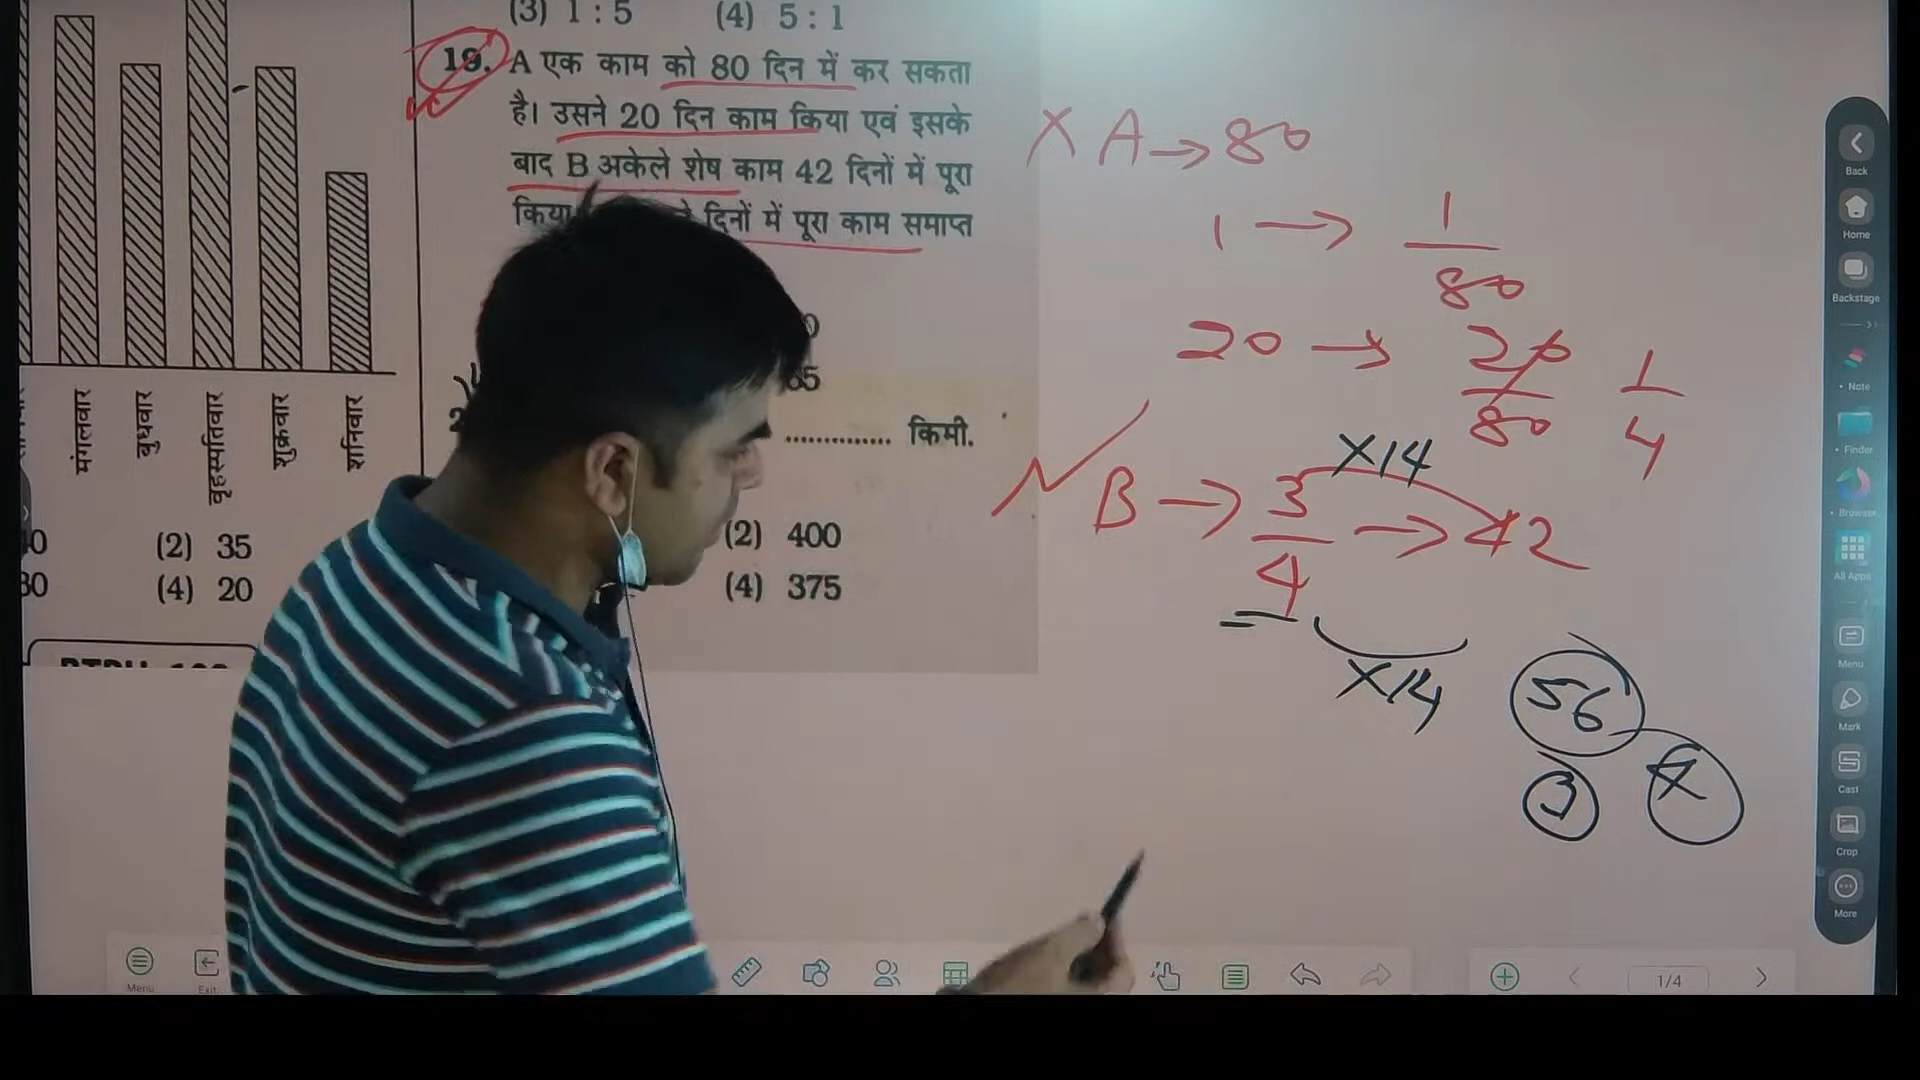 (3) 1 : 5 (4) 5 : 1
19. A एक काम को 80 दिन में कर सकता
है। उसने 20 दिन काम किया एवं इसके
बाद B अकेले शेष काम 42 दिनों में पूरा
किया दिनों में पूरा काम समाप्त
किमी.
(2) 400
(4) 375
मंगलवार
बुधवार
वृहस्पतिवार
शुक्रवार
शनिवार
(2) 35
(4) 20
X A → 80
1 → 1/80
20 → 20/80 1/4
X14
B → 3/4 → 42
X14
56
3 4
Back
Home
Backstage
Note
Finder
Browser
All Apps
Menu
Mark
Cast
Crop
More
Menu
Exit
1/4